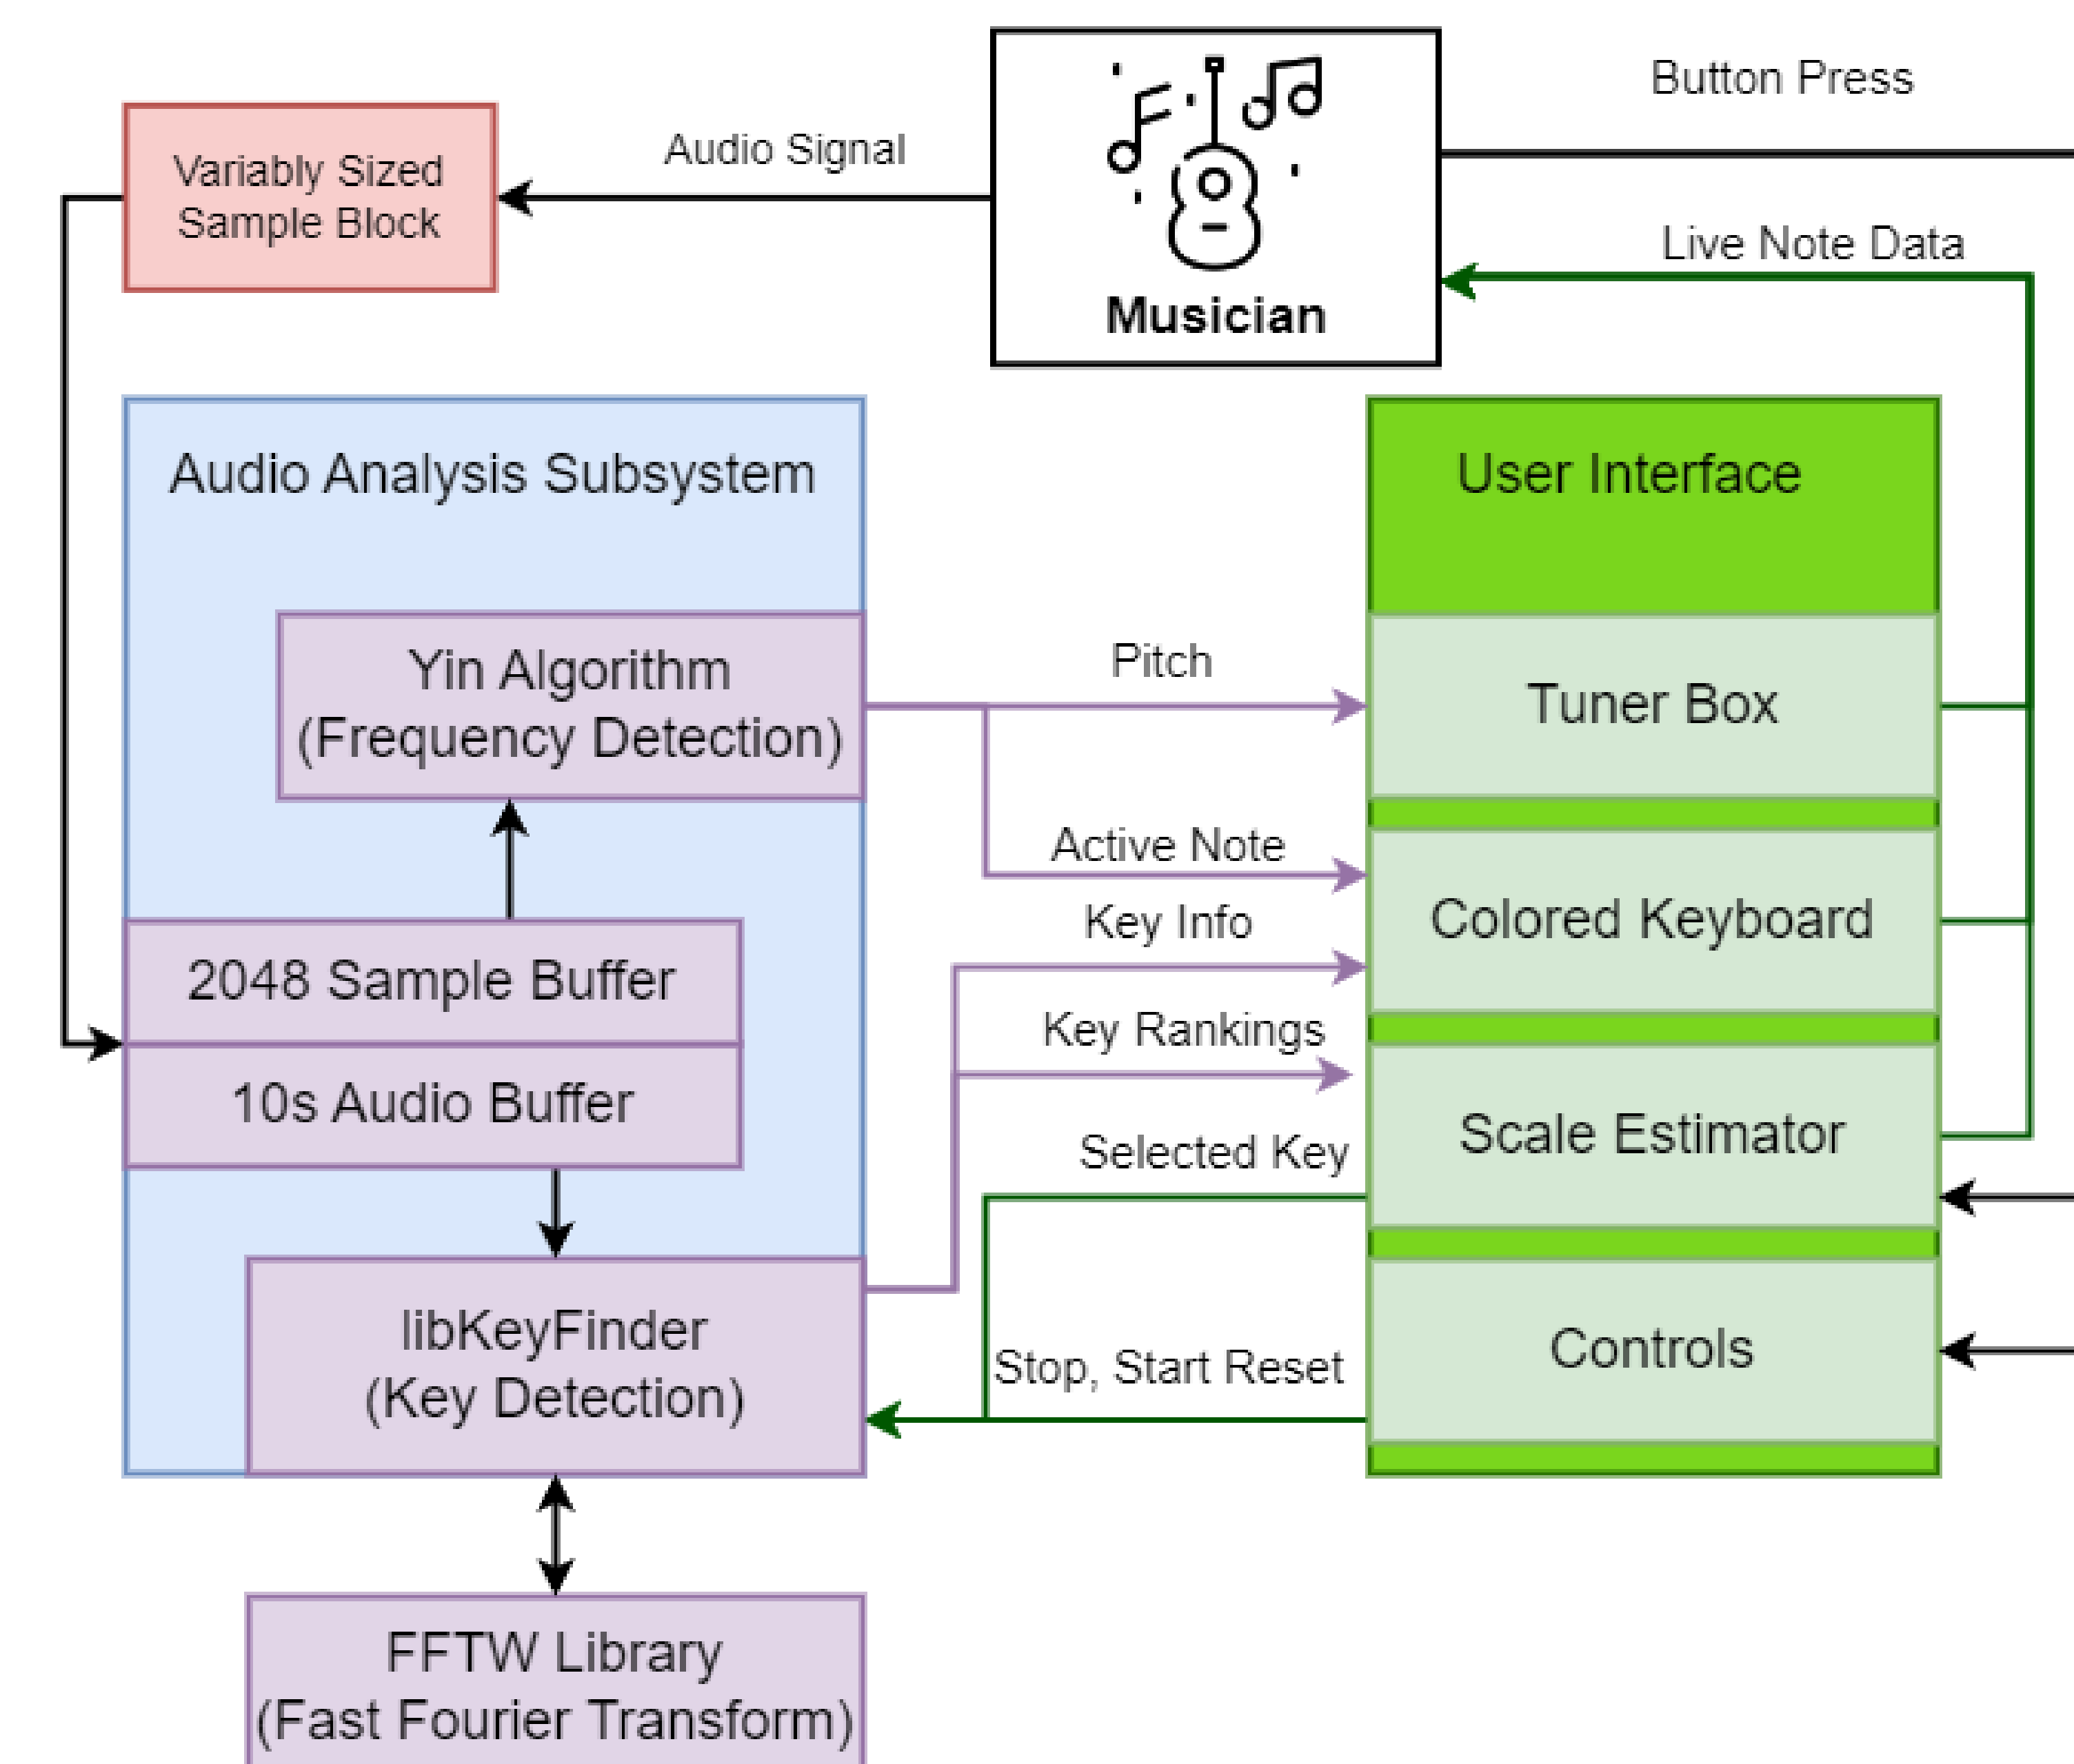 Button Press
Audio Signal
Variably Sized
Sample Block
Live Note Data
Musician
Audio Analysis Subsystem
User Interface
Yin Algorithm
(Frequency Detection)
Pitch
Tuner Box
Active Note
Colored Keyboard
Key Info
2048 Sample Buffer
Key Rankings
10s Audio Buffer
Scale Estimator
Selected Key
libKeyFinder
(Key Detection)
Stop, Start Reset
Controls
FFTW Library
(Fast Fourier Transform)